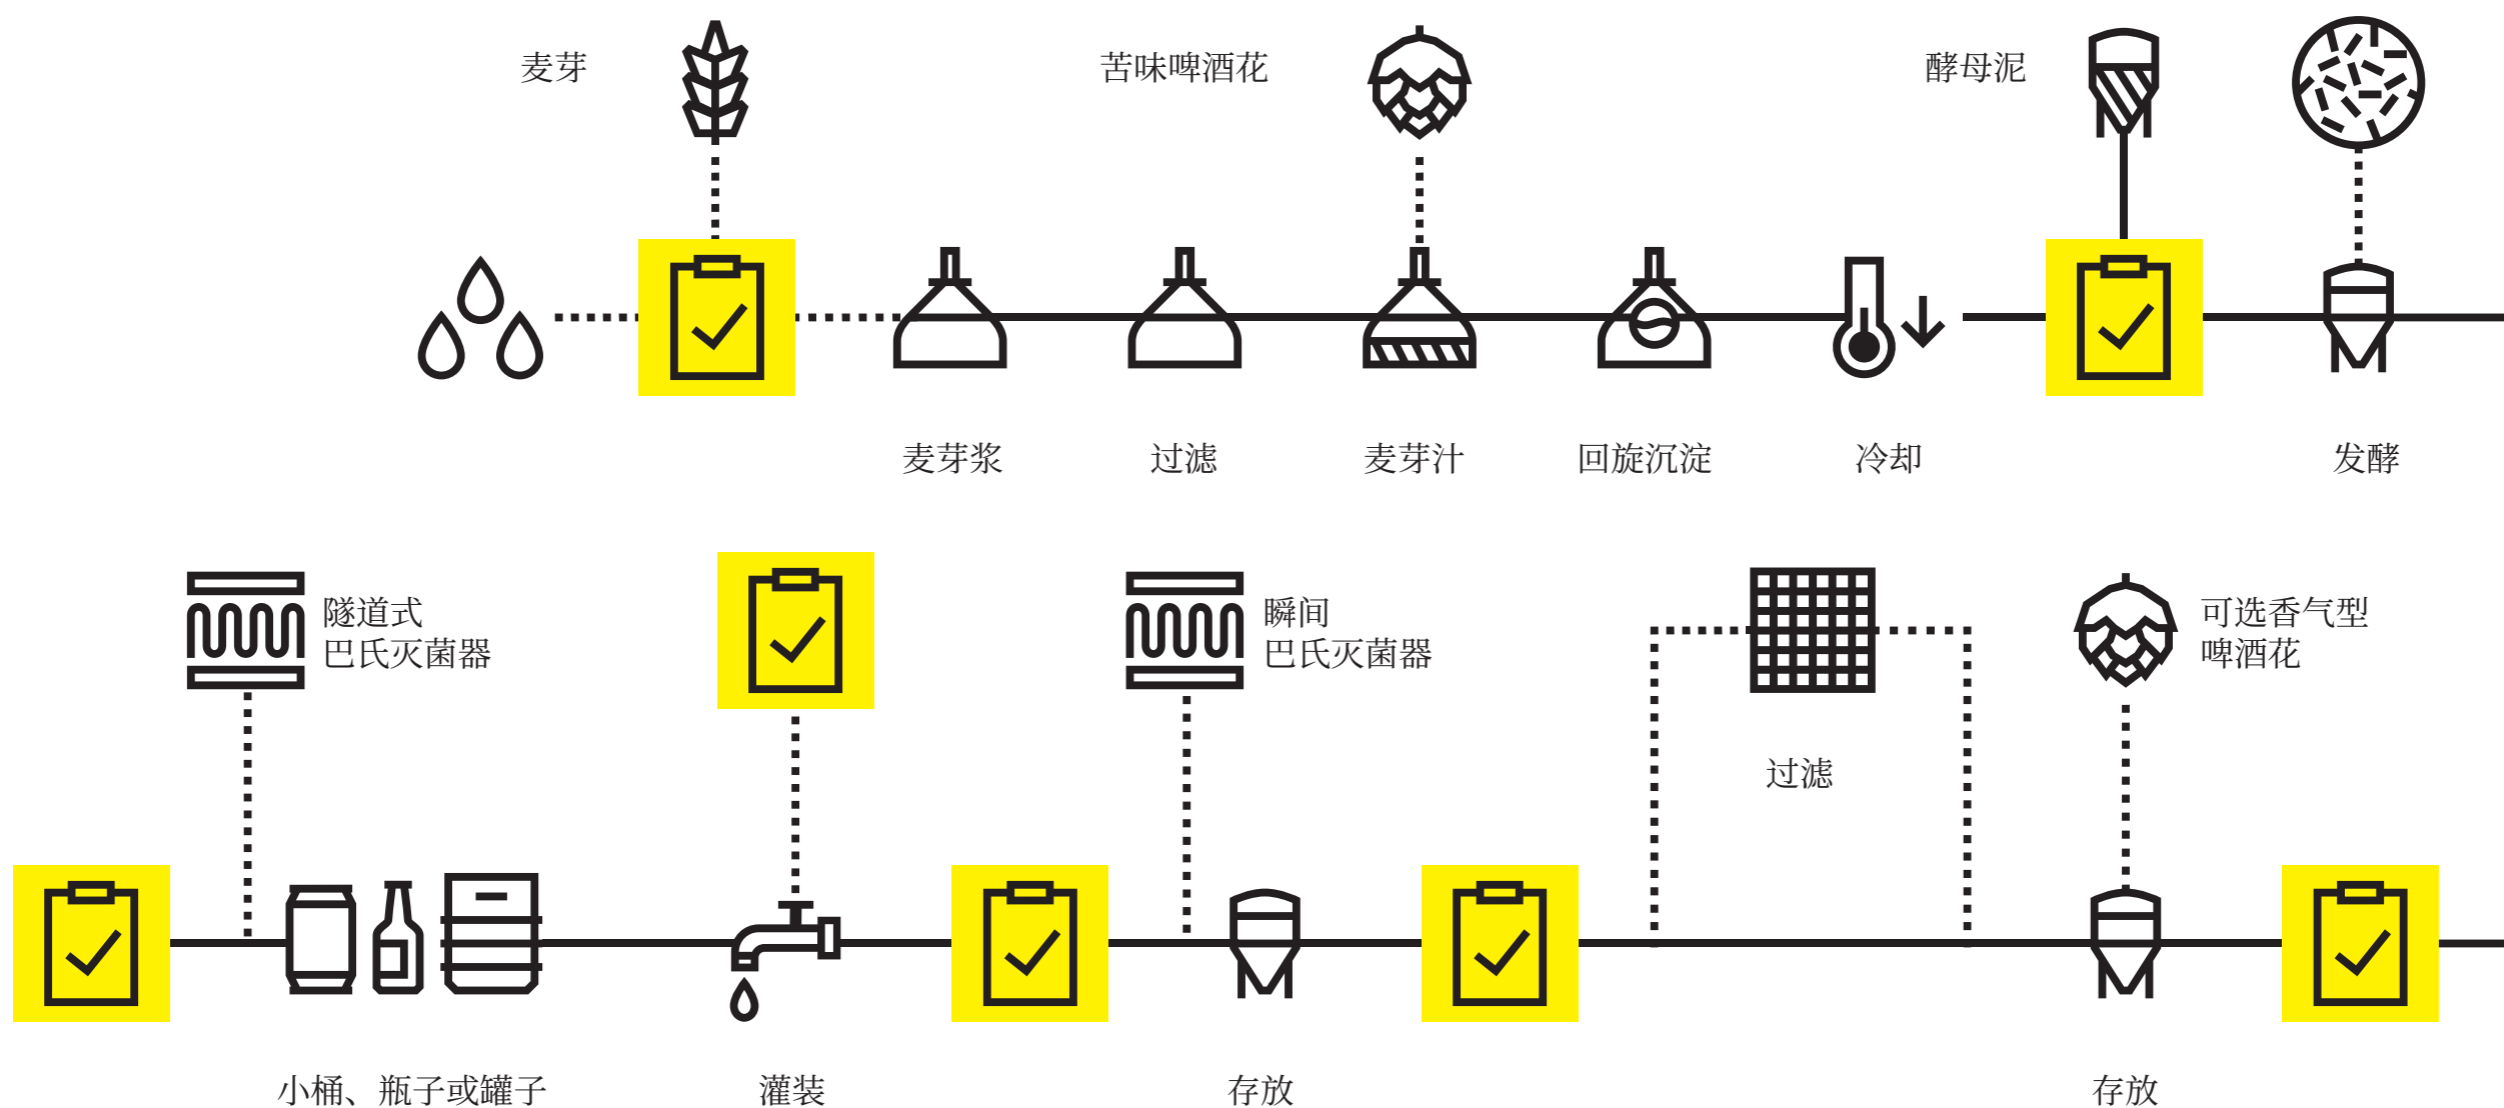 麦芽
苦味啤酒花
酵母泥
麦芽浆
过滤
麦芽汁
回旋沉淀
冷却
发酵
隧道式
巴氏灭菌器
瞬间
巴氏灭菌器
可选香气型
啤酒花
过滤
小桶、瓶子或罐子
灌装
存放
存放